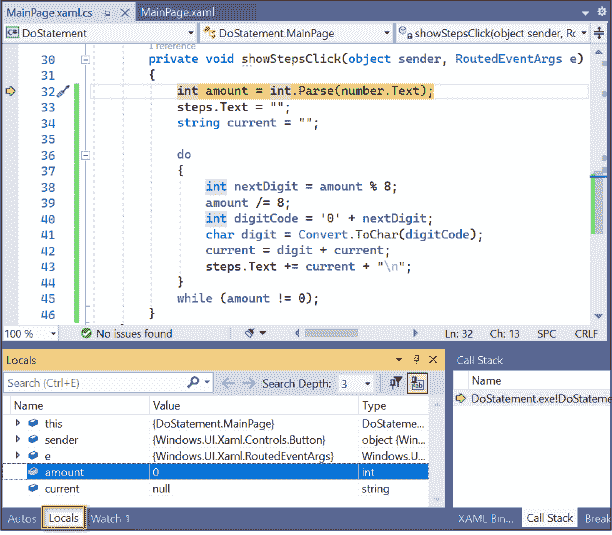 MainPage.xaml.cs MainPage.xaml
DoStatement DoStatement.MainPage showStepsClick(object sender, Ro
1 reference
30 private void showStepsClick(object sender, RoutedEventArgs e)
31 {
32 int amount = int.Parse(number.Text);
33 steps.Text = "";
34 string current = "";
35
36 do
37 {
38 int nextDigit = amount % 8;
39 amount /= 8;
40 int digitCode = '0' + nextDigit;
41 char digit = Convert.ToChar(digitCode);
42 current = digit + current;
43 steps.Text += current + "\n";
44 }
45 while (amount != 0);
46 }
100 % No issues found Ln: 32 Ch: 13 SPC CRLF
Locals
Search (Ctrl+E) Search Depth: 3
Name Value Type
this {DoStatement.MainPage} DoStateme...
sender {Windows.UI.Xaml.Controls.Button} object {Win...
e {Windows.UI.Xaml.RoutedEventArgs} Windows.U...
amount 0 int
current null string
Autos Locals Watch 1
Call Stack
Name
DoStatement.exe!DoStateme
XAML Bin... Call Stack Break